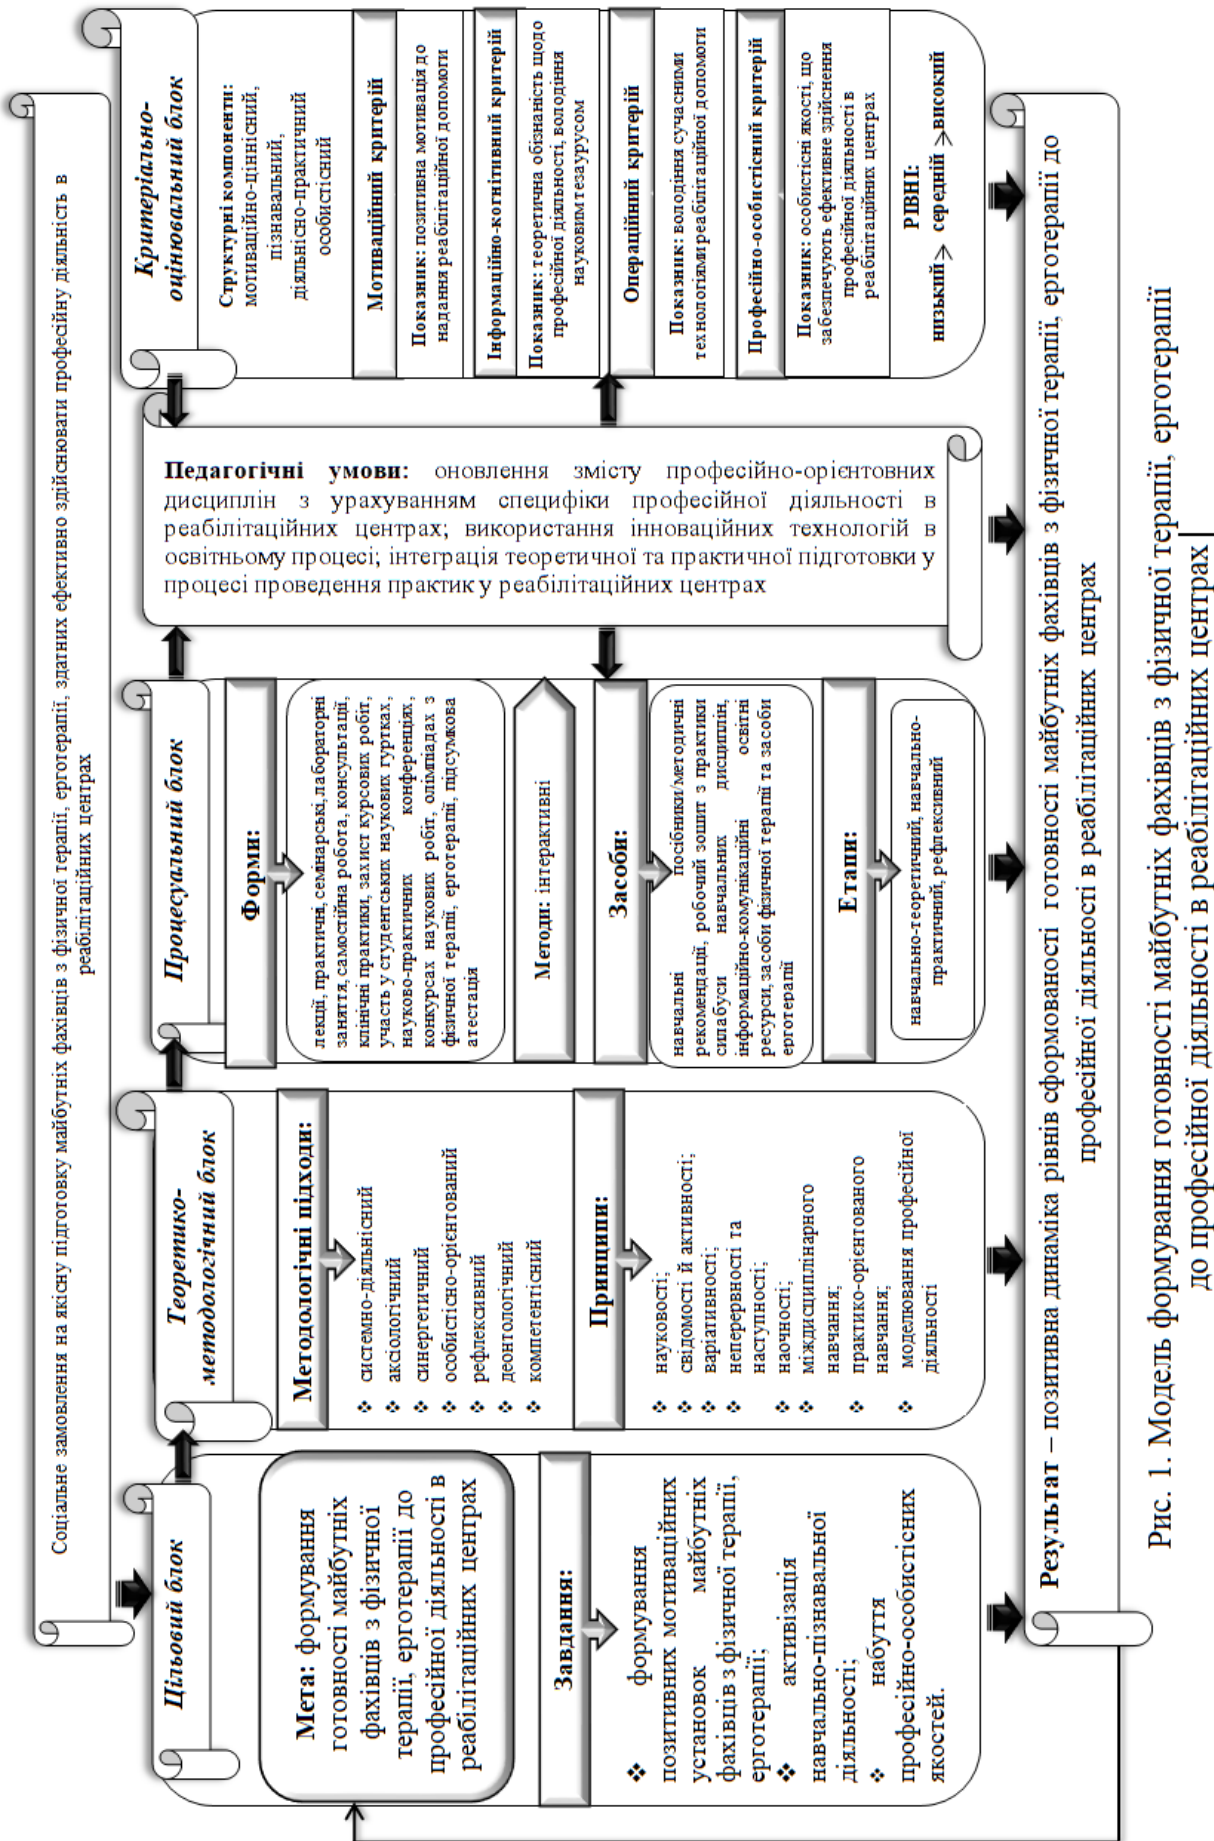 Соціальне замовлення на якісну підготовку майбутніх фахівців з фізичної терапії, ерготерапії, здатних ефективно здійснювати професійну діяльність в
реабілітаційних центрах
Цільовий блок
Мета: формування
готовності майбутніх
фахівців з фізичної
терапії, ерготерапії до
професійної діяльності в
реабілітаційних центрах
Завдання:
❖ формування
позитивних мотиваційних
установок майбутніх
фахівців з фізичної терапії,
ерготерапії;
❖ активізація
навчально-пізнавальної
діяльності;
❖ набуття
професійно-особистісних
якостей.
Теоретико-
методологічний блок
Методологічні підходи:
❖ системно-діяльнісний
❖ аксіологічний
❖ синергетичний
❖ особистісно-орієнтований
❖ рефлексивний
❖ деонтологічний
❖ компетентісний
Принципи:
❖ науковості;
❖ свідомості й активності;
❖ варіативності;
❖ неперервності та
наступності;
❖ наочності;
❖ міждисциплінарного
навчання;
❖ практико-орієнтованого
навчання;
❖ моделювання професійної
діяльності
Процесуальний блок
Форми:
лекції, практичні, семінарські, лабораторні
заняття, самостійна робота, консультації,
клінічні практики, захист курсових робіт,
участь у студентських наукових гуртках,
науково-практичних конференціях,
конкурсах наукових робіт, олімпіадах з
фізичної терапії, ерготерапії, підсумкова
атестація
Методи: інтерактивні
Засоби:
навчальні посібники/методичні
рекомендації, робочий зошит з практики
силабуси навчальних дисциплін,
інформаційно-комунікаційні освітні
ресурси, засоби фізичної терапії та засоби
ерготерапії
Етапи:
навчально-теоретичний, навчально-
практичний, рефлексивний
Педагогічні умови: оновлення змісту професійно-орієнтовних
дисциплін з урахуванням специфіки професійної діяльності в
реабілітаційних центрах; використання інноваційних технологій в
освітньому процесі; інтеграція теоретичної та практичної підготовки у
процесі проведення практик у реабілітаційних центрах
Критеріально-
оцінювальний блок
Структурні компоненти:
мотиваційно-ціннісний,
пізнавальний,
діяльнісно-практичний
особистісний
Мотиваційний критерій
Показник: позитивна мотивація до
надання реабілітаційної допомоги
Інформаційно-когнітивний критерій
Показник: теоретична обізнаність щодо
професійної діяльності, володіння
науковим тезаурусом
Операційний критерій
Показник: володіння сучасними
технологіями реабілітаційної допомоги
Професійно-особистісний критерій
Показник: особистісні якості, що
забезпечують ефективне здійснення
професійної діяльності в
реабілітаційних центрах
РІВНІ:
низький → середній → високий
Результат – позитивна динаміка рівнів сформованості готовності майбутніх фахівців з фізичної терапії, ерготерапії до
професійної діяльності в реабілітаційних центрах
Рис. 1. Модель формування готовності майбутніх фахівців з фізичної терапії, ерготерапії
до професійної діяльності в реабілітаційних центрах